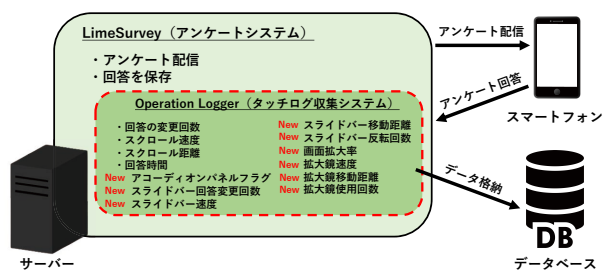 LimeSurvey（アンケートシステム）
・アンケート配信
・回答を保存
Operation Logger（タッチログ収集システム）
・回答の変更回数
・スクロール速度
・スクロール距離
・回答時間
New アコーディオンパネルフラグ
New スライドバー回答変更回数
New スライドバー速度
New スライドバー移動距離
New スライドバー反転回数
New 画面拡大率
New 拡大鏡速度
New 拡大鏡移動距離
New 拡大鏡使用回数
アンケート配信
アンケート回答
スマートフォン
データ格納
DB
データベース
サーバー